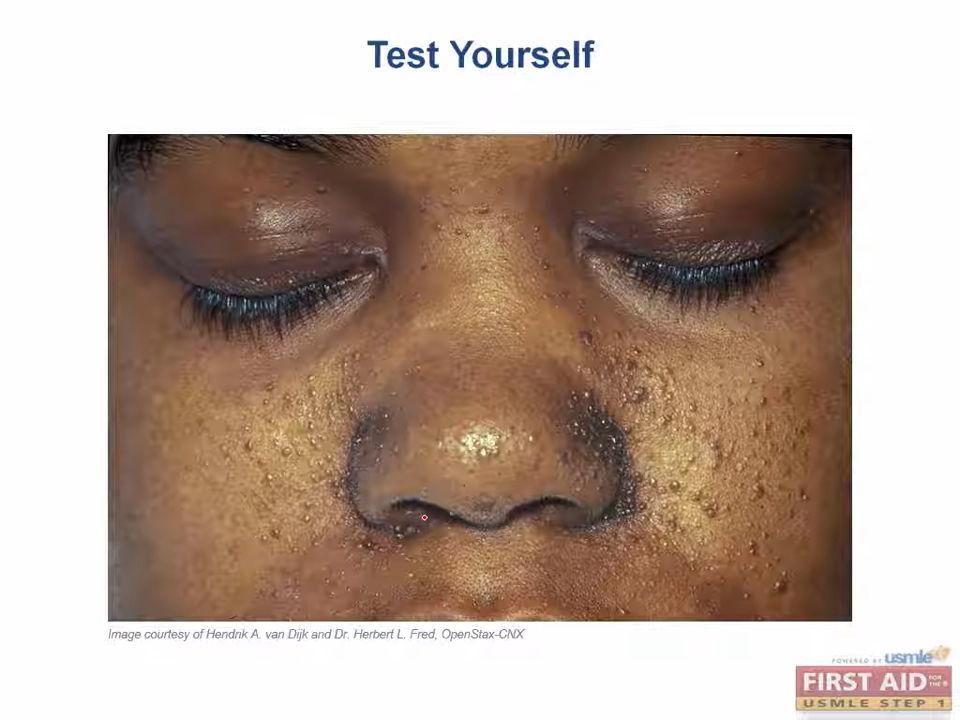 Test Yourself
Image courtesy of Hendrik A. van Dijk and Dr. Herbert L. Fred, OpenStax-CNX
POWERED BY usmle
FIRST AID FOR THE ®
USMLE STEP 1